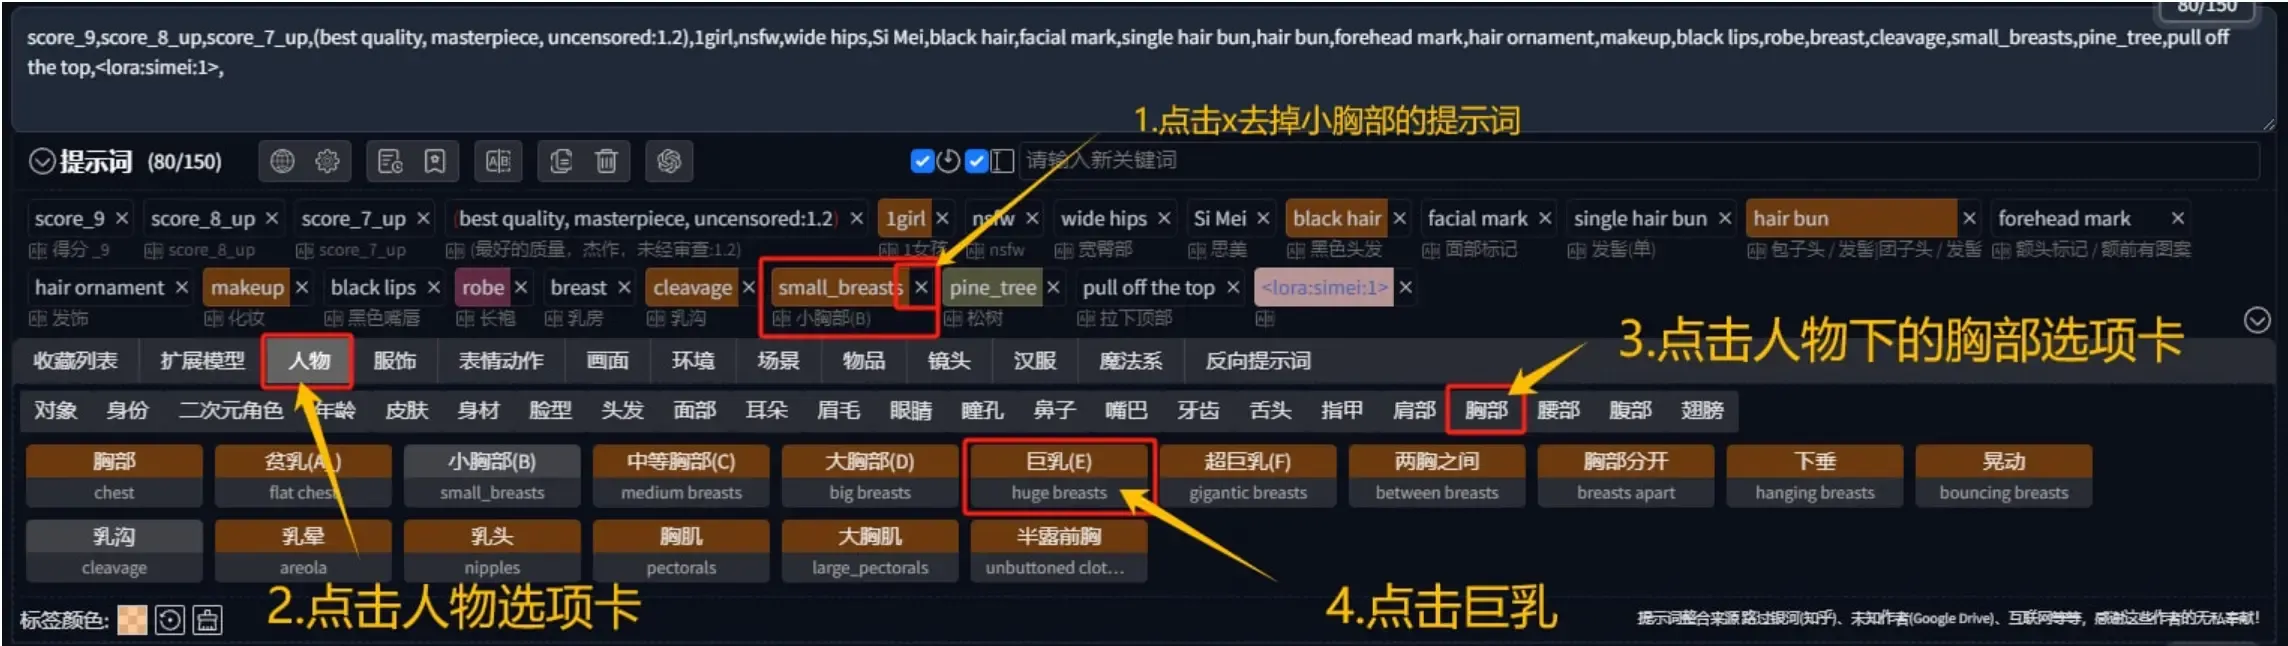 80/150
score_9,score_8_up,score_7_up,(best quality, masterpiece, uncensored:1.2),1girl,nsfw,wide hips,Si Mei,black hair,facial mark,single hair bun,hair bun,forehead mark,hair ornament,makeup,black lips,robe,breast,cleavage,small_breasts,pine_tree,pull off
the top,<lora:simei:1>,
1.点击x去掉小胸部的提示词
提示词 (80/150) 请输入新关键词
score_9 × score_8_up × score_7_up × (best quality, masterpiece, uncensored:1.2) × 1girl × nsfw × wide hips × Si Mei × black hair × facial mark × single hair bun × hair bun × forehead mark ×
得分 _9 score_8_up score_7_up (最好的质量，杰作，未经审查:1.2) 1女孩 nsfw 宽臀部 思美 黑色头发 面部标记 发髻(单) 包子头 / 发髻|团子头 / 发髻 额头标记 / 额前有图案
hair ornament × makeup × black lips × robe × breast × cleavage × small_breasts × pine_tree × pull off the top × <lora:simei:1> ×
发饰 化妆 黑色嘴唇 长袍 乳房 乳沟 小胸部(B) 松树 拉下顶部
3.点击人物下的胸部选项卡
收藏列表 扩展模型 人物 服饰 表情动作 画面 环境 场景 物品 镜头 汉服 魔法系 反向提示词
对象 身份 二次元角色 年龄 皮肤 身材 脸型 头发 面部 耳朵 眉毛 眼睛 瞳孔 鼻子 嘴巴 牙齿 舌头 指甲 肩部 胸部 腰部 腹部 翅膀
胸部 贫乳(A_) 小胸部(B) 中等胸部(C) 大胸部(D) 巨乳(E) 超巨乳(F) 两胸之间 胸部分开 下垂 晃动
chest flat chest small_breasts medium breasts big breasts huge breasts gigantic breasts between breasts breasts apart hanging breasts bouncing breasts
乳沟 乳晕 乳头 胸肌 大胸肌 半露前胸
cleavage areola nipples pectorals large_pectorals unbuttoned clot...
2.点击人物选项卡
4.点击巨乳
标签颜色: 提示词整合来源 路过银河(知乎)、未知作者(Google Drive)、互联网等等，感谢这些作者的无私奉献!